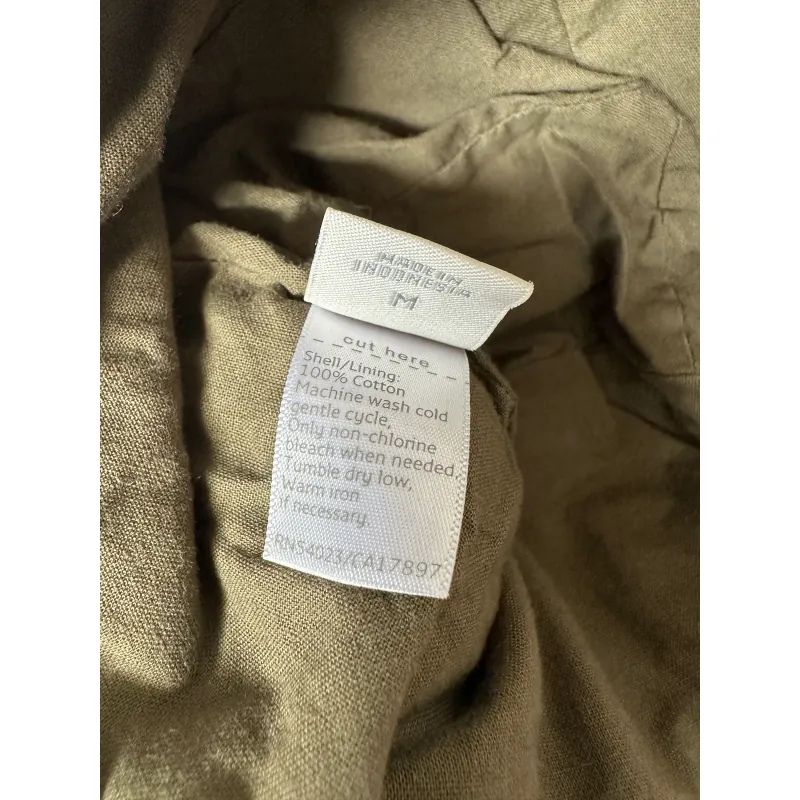 MADE IN
INDONESIA
M
cut here
Shell/Lining:
100% Cotton
Machine wash cold
gentle cycle,
Only non-chlorine
bleach when needed,
Tumble dry low,
Warm iron
if necessary.
RN54023/CA17897